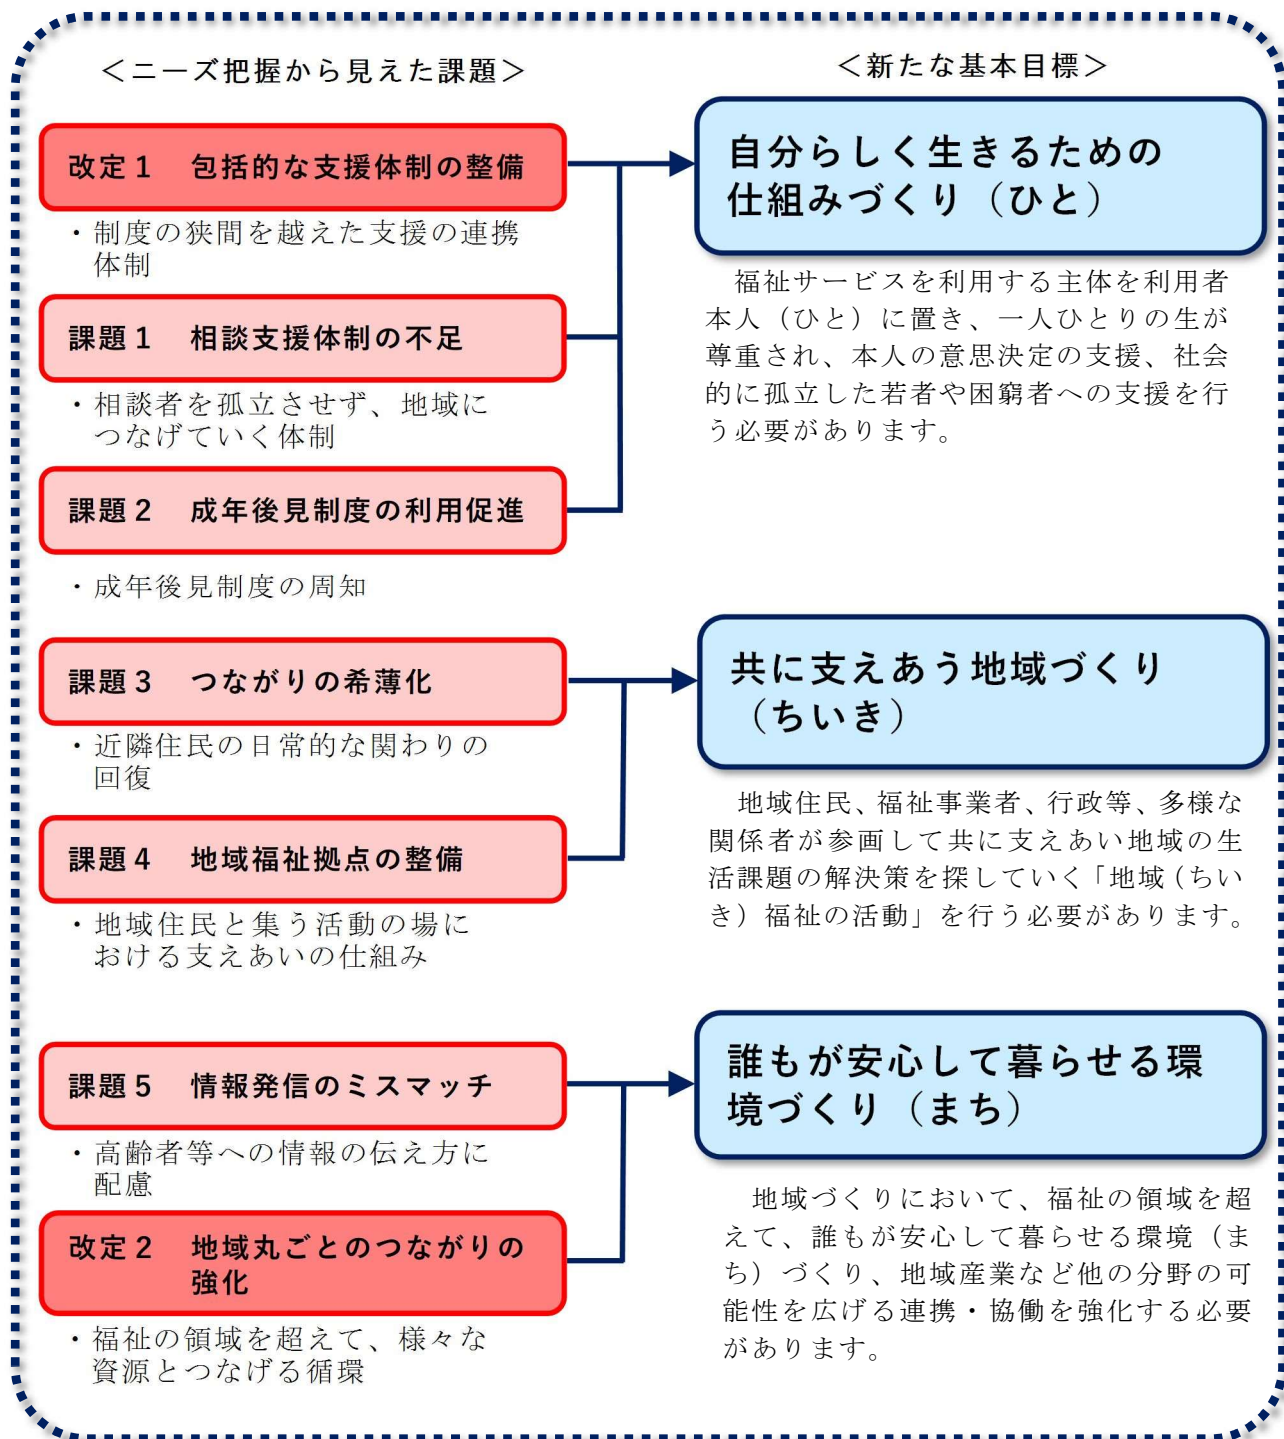 ＜ニーズ把握から見えた課題＞
改定１　包括的な支援体制の整備
・制度の狭間を越えた支援の連携
体制
課題１　相談支援体制の不足
・相談者を孤立させず、地域に
つなげていく体制
課題２　成年後見制度の利用促進
・成年後見制度の周知
課題３　つながりの希薄化
・近隣住民の日常的な関わりの
回復
課題４　地域福祉拠点の整備
・地域住民と集う活動の場に
おける支えあいの仕組み
課題５　情報発信のミスマッチ
・高齢者等への情報の伝え方に
配慮
改定２　地域丸ごとのつながりの
強化
・福祉の領域を超えて、様々な
資源とつなげる循環
＜新たな基本目標＞
自分らしく生きるための
仕組みづくり（ひと）
福祉サービスを利用する主体を利用者
本人（ひと）に置き、一人ひとりの生が
尊重され、本人の意思決定の支援、社会
的に孤立した若者や困窮者への支援を行
う必要があります。
共に支えあう地域づくり
（ちいき）
地域住民、福祉事業者、行政等、多様な
関係者が参画して共に支えあい地域の生
活課題の解決策を探していく「地域（ちい
き）福祉の活動」を行う必要があります。
誰もが安心して暮らせる環
境づくり（まち）
地域づくりにおいて、福祉の領域を超
えて、誰もが安心して暮らせる環境（ま
ち）づくり、地域産業など他の分野の可
能性を広げる連携・協働を強化する必要
があります。